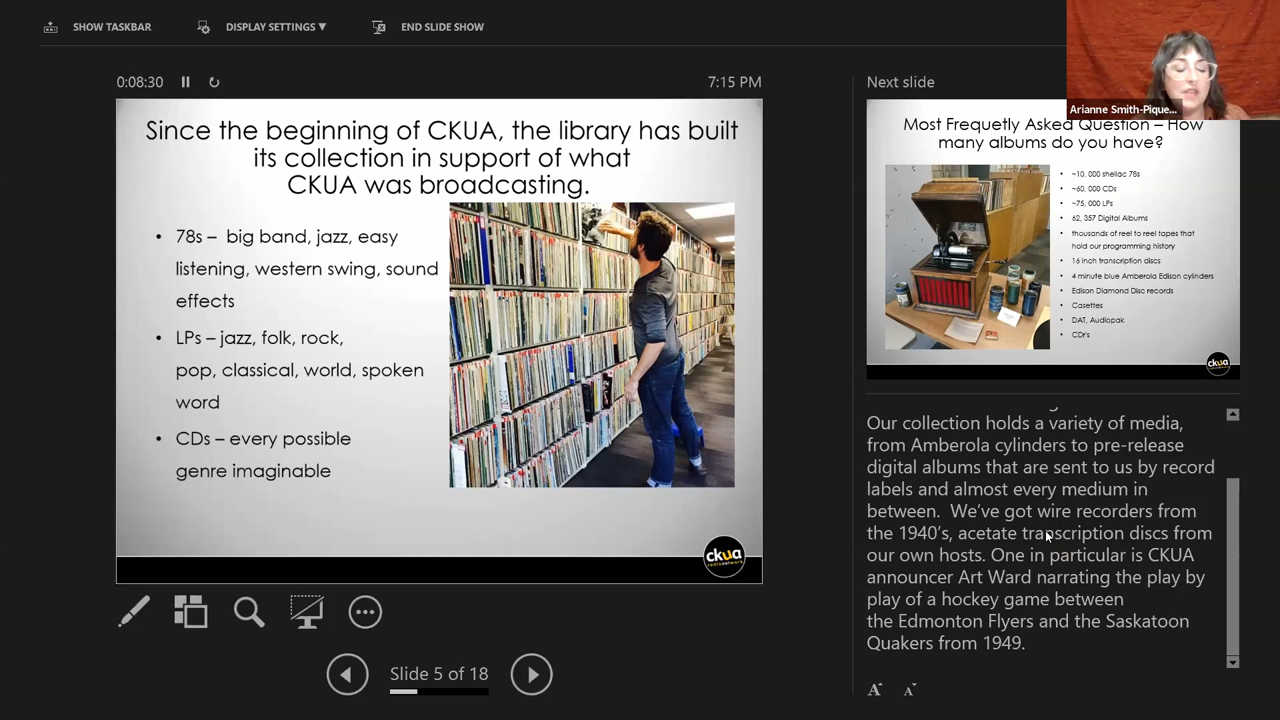 SHOW TASKBAR
DISPLAY SETTINGS ▼
END SLIDE SHOW
0:08:30
7:15 PM
Since the beginning of CKUA, the library has built
its collection in support of what
CKUA was broadcasting.
• 78s – big band, jazz, easy
listening, western swing, sound
effects
• LPs – jazz, folk, rock,
pop, classical, world, spoken
word
• CDs – every possible
genre imaginable
ckua
radio network
Slide 5 of 18
Next slide
Arianne Smith-Pique...
Most Frequetly Asked Question – How
many albums do you have?
• ~10, 000 shellac 78s
• ~60, 000 CDs
• ~75, 000 LPs
• 62, 357 Digital Albums
• thousands of reel to reel tapes that
hold our programming history
• 16 inch transcription discs
• 4 minute blue Amberola Edison cylinders
• Edison Diamond Disc records
• Casettes
• DAT, Audiopak
• CDr's
ckua
Our collection holds a variety of media,
from Amberola cylinders to pre-release
digital albums that are sent to us by record
labels and almost every medium in
between.  We've got wire recorders from
the 1940's, acetate transcription discs from
our own hosts. One in particular is CKUA
announcer Art Ward narrating the play by
play of a hockey game between
the Edmonton Flyers and the Saskatoon
Quakers from 1949.
A A